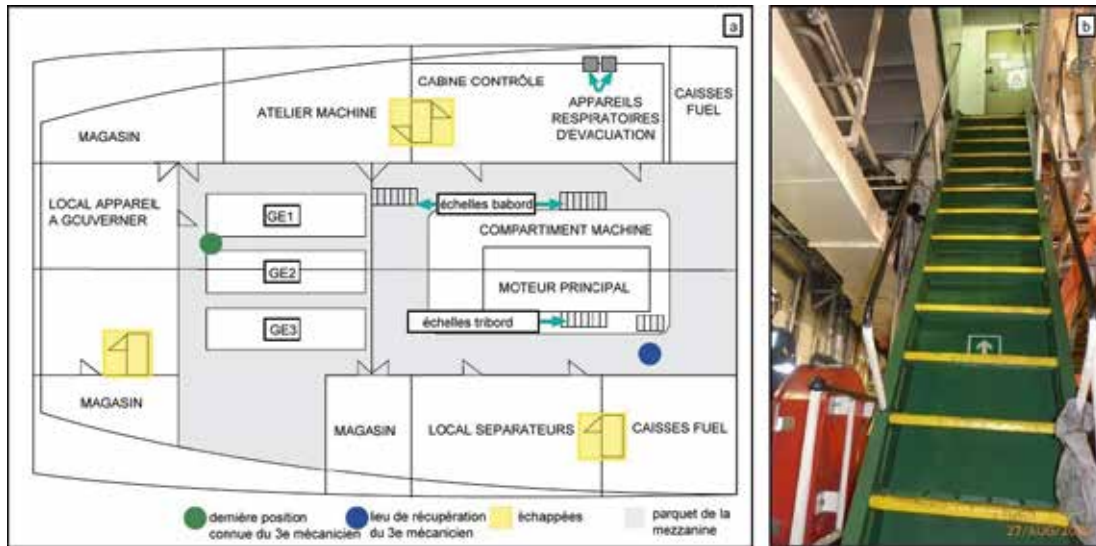 a
CABINE CONTRÔLE
ATELIER MACHINE
APPAREILS
RESPIRATOIRES
D'EVACUATION
CAISSES
FUEL
MAGASIN
LOCAL APPAREIL
A GOUVERNER
GE1
échelles babord
COMPARTIMENT MACHINE
GE2
MOTEUR PRINCIPAL
GE3
échelles tribord
MAGASIN
MAGASIN
LOCAL SEPARATEURS
CAISSES FUEL
dernière position
connue du 3e mécanicien
lieu de récupération
du 3e mécanicien
échappées
parquet de la
mezzanine
b
27/AUG/